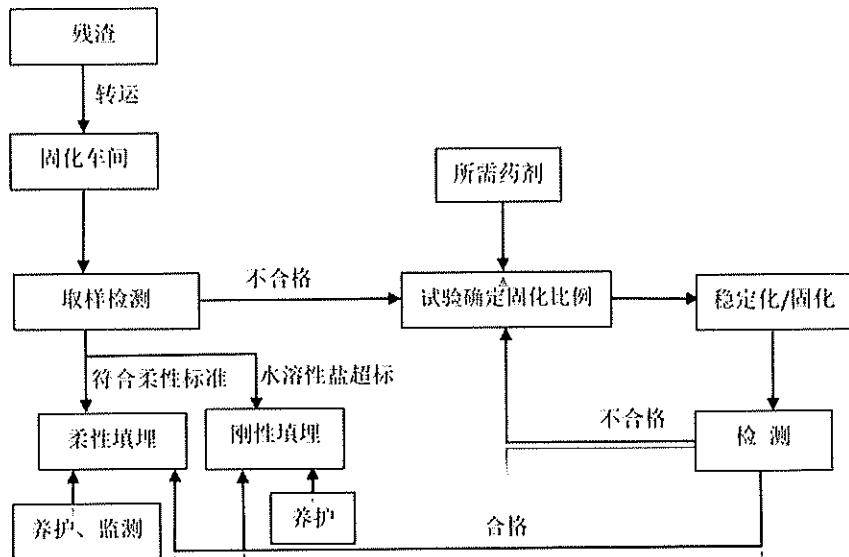 残渣
转运
固化车间
所需药剂
取样检测
不合格
试验确定固化比例
稳定化/固化
符合柔性标准
水溶性盐超标
柔性填埋
刚性填埋
不合格
检 测
养护、监测
养护
合格